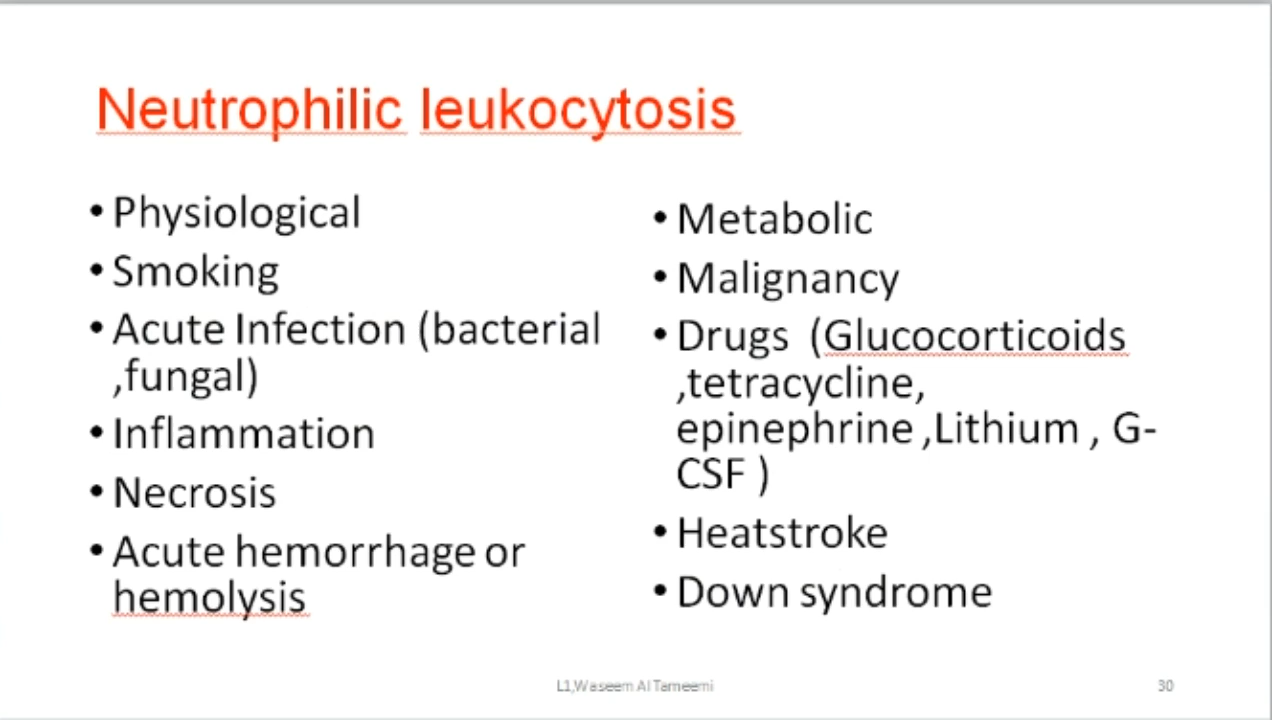 Neutrophilic leukocytosis
• Physiological
• Smoking
• Acute Infection (bacterial
,fungal)
• Inflammation
• Necrosis
• Acute hemorrhage or
hemolysis
• Metabolic
• Malignancy
• Drugs (Glucocorticoids
,tetracycline,
epinephrine ,Lithium , G-
CSF )
• Heatstroke
• Down syndrome
L1,Waseem Al Tameemi
30